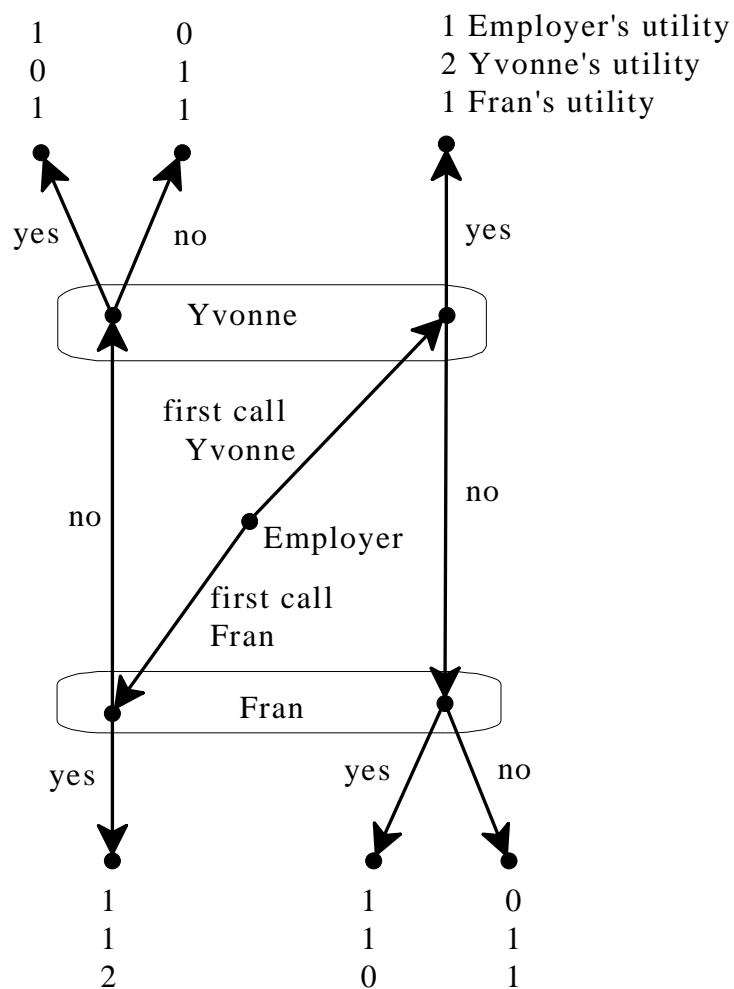 1 0
0 1
1 1
1 Employer's utility
2 Yvonne's utility
1 Fran's utility
yes
no
yes
Yvonne
first call
Yvonne
no
no
Employer
first call
Fran
Fran
yes
yes
no
1 1 0
1 1 1
2 0 1